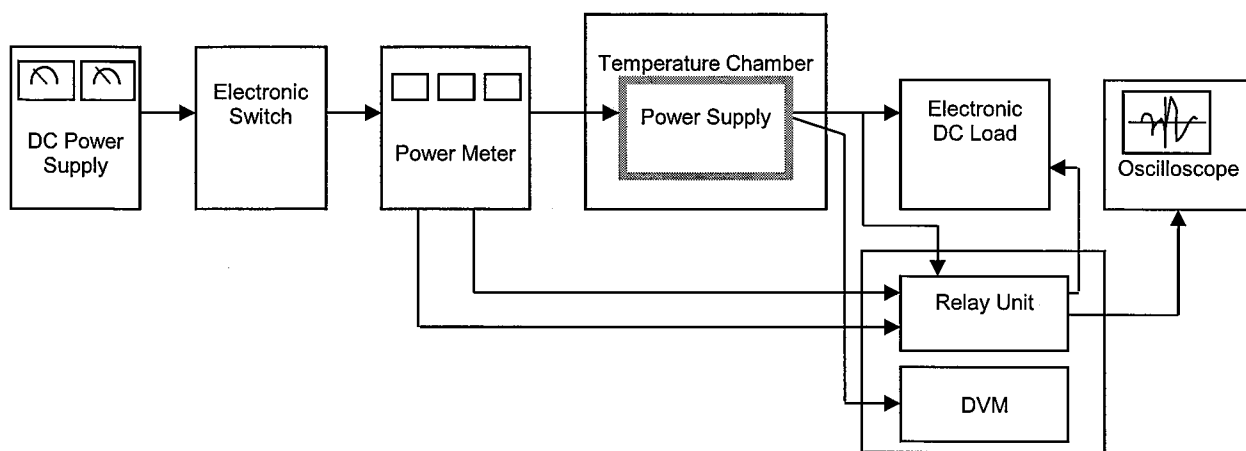 DC Power
Supply
Electronic
Switch
Power Meter
Temperature Chamber
Power Supply
Electronic
DC Load
Oscilloscope
Relay Unit
DVM